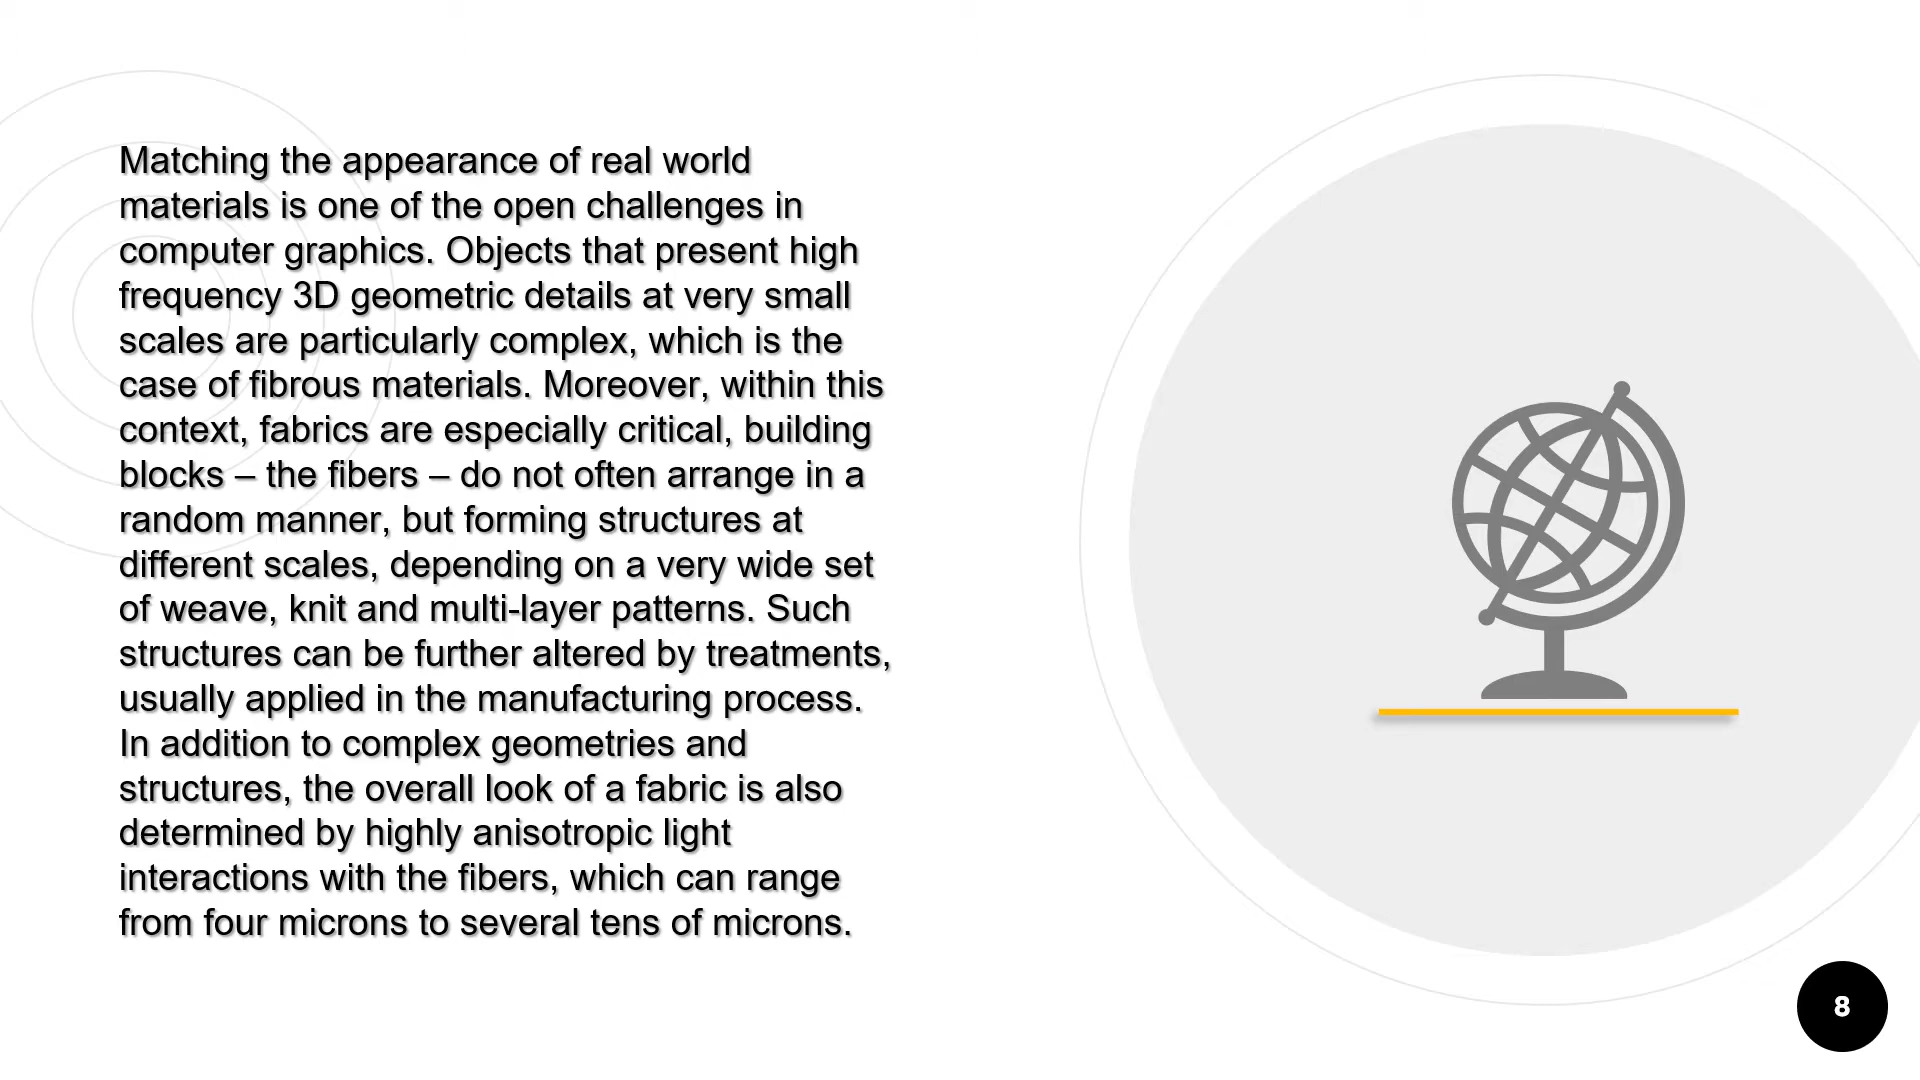 Matching the appearance of real world
materials is one of the open challenges in
computer graphics. Objects that present high
frequency 3D geometric details at very small
scales are particularly complex, which is the
case of fibrous materials. Moreover, within this
context, fabrics are especially critical, building
blocks – the fibers – do not often arrange in a
random manner, but forming structures at
different scales, depending on a very wide set
of weave, knit and multi-layer patterns. Such
structures can be further altered by treatments,
usually applied in the manufacturing process.
In addition to complex geometries and
structures, the overall look of a fabric is also
determined by highly anisotropic light
interactions with the fibers, which can range
from four microns to several tens of microns.
8